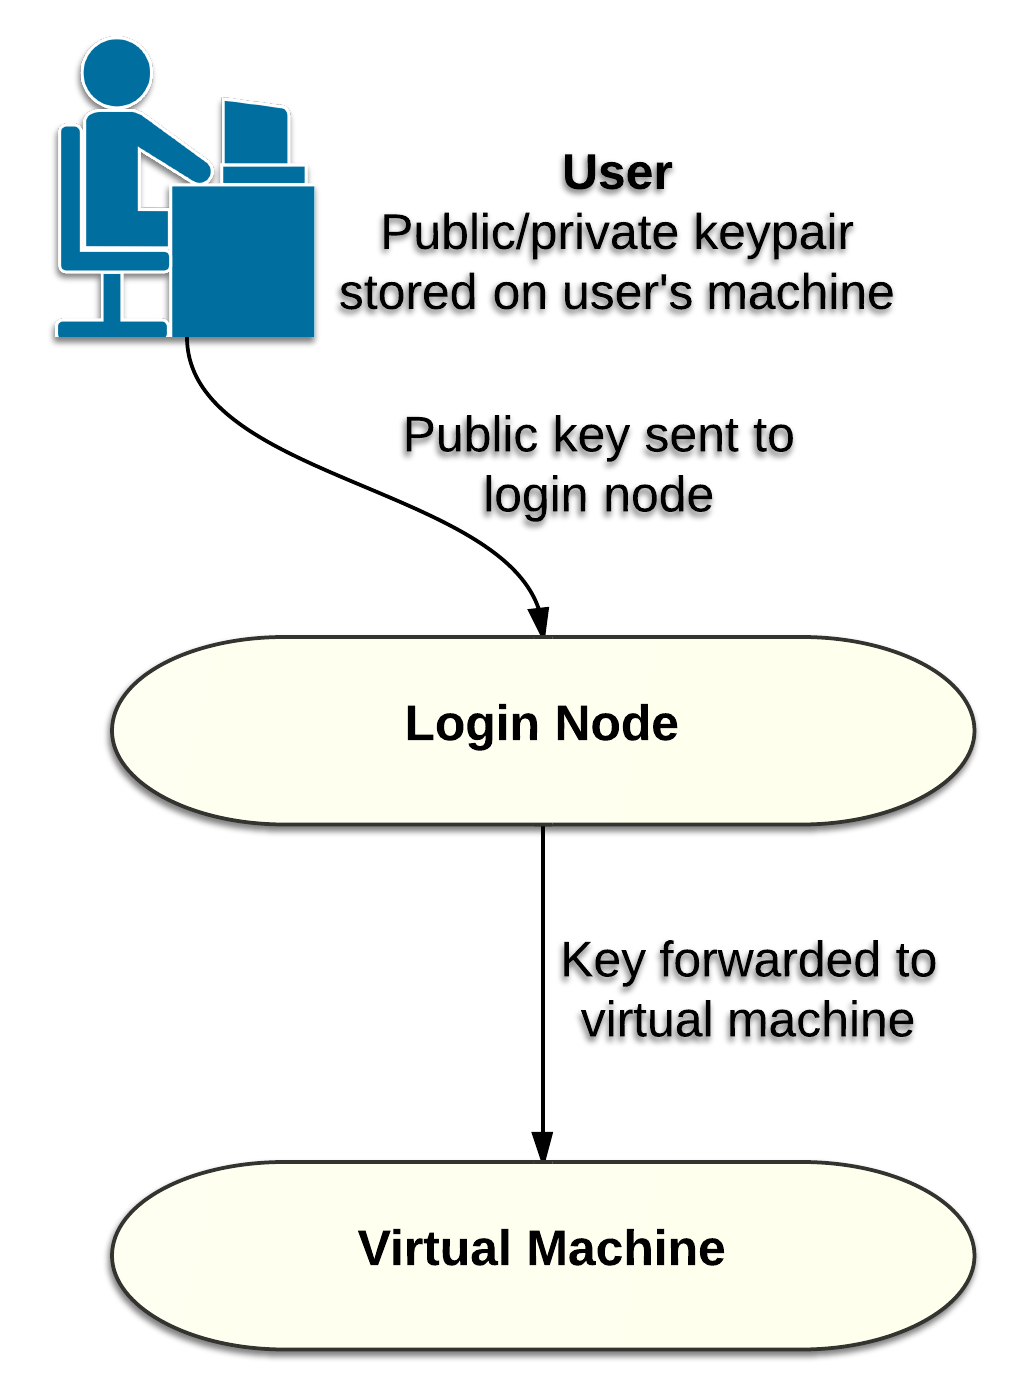 User
Public/private keypair
stored on user's machine
Public key sent to
login node
Login Node
Key forwarded to
virtual machine
Virtual Machine